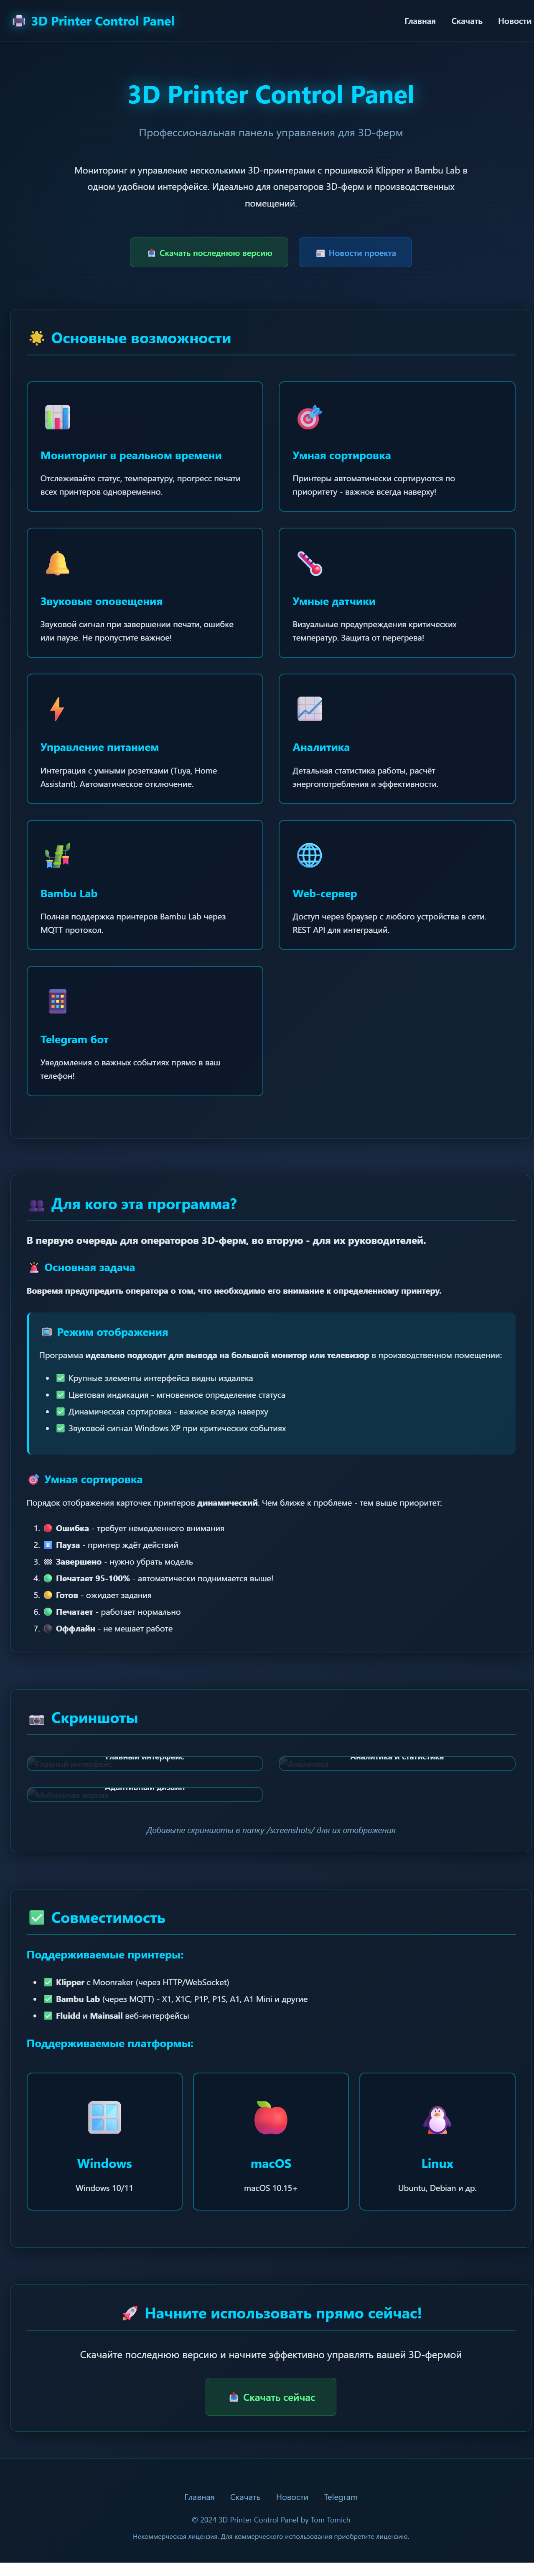 3D Printer Control Panel
Главная Скачать Новости
3D Printer Control Panel
Профессиональная панель управления для 3D-ферм
Мониторинг и управление несколькими 3D-принтерами с прошивкой Klipper и Bambu Lab в
одном удобном интерфейсе. Идеально для операторов 3D-ферм и производственных
помещений.
Скачать последнюю версию
Новости проекта
Основные возможности
Мониторинг в реальном времени
Отслеживайте статус, температуру, прогресс печати
всех принтеров одновременно.
Умная сортировка
Принтеры автоматически сортируются по
приоритету - важное всегда наверху!
Звуковые оповещения
Звуковой сигнал при завершении печати, ошибке
или паузе. Не пропустите важное!
Умные датчики
Визуальные предупреждения критических
температур. Защита от перегрева!
Управление питанием
Интеграция с умными розетками (Tuya, Home
Assistant). Автоматическое отключение.
Аналитика
Детальная статистика работы, расчёт
энергопотребления и эффективности.
Bambu Lab
Полная поддержка принтеров Bambu Lab через
MQTT протокол.
Web-сервер
Доступ через браузер с любого устройства в сети.
REST API для интеграций.
Telegram бот
Уведомления о важных событиях прямо в ваш
телефон!
Для кого эта программа?
В первую очередь для операторов 3D-ферм, во вторую - для их руководителей.
Основная задача
Вовремя предупредить оператора о том, что необходимо его внимание к определенному принтеру.
Режим отображения
Программа идеально подходит для вывода на большой монитор или телевизор в производственном помещении:
Крупные элементы интерфейса видны издалека
Цветовая индикация - мгновенное определение статуса
Динамическая сортировка - важное всегда наверху
Звуковой сигнал Windows XP при критических событиях
Умная сортировка
Порядок отображения карточек принтеров динамический. Чем ближе к проблеме - тем выше приоритет:
1. Ошибка - требует немедленного внимания
2. Пауза - принтер ждёт действий
3. Завершено - нужно убрать модель
4. Печатает 95-100% - автоматически поднимается выше!
5. Готов - ожидает задания
6. Печатает - работает нормально
7. Оффлайн - не мешает работе
Скриншоты
Главный интерфейс
Главный интерфейс
Аналитика и статистика
Аналитика
Адаптивный дизайн
Мобильная версия
Добавьте скриншоты в папку /screenshots/ для их отображения
Совместимость
Поддерживаемые принтеры:
Klipper с Moonraker (через HTTP/WebSocket)
Bambu Lab (через MQTT) - X1, X1C, P1P, P1S, A1, A1 Mini и другие
Fluidd и Mainsail веб-интерфейсы
Поддерживаемые платформы:
Windows
Windows 10/11
macOS
macOS 10.15+
Linux
Ubuntu, Debian и др.
Начните использовать прямо сейчас!
Скачайте последнюю версию и начните эффективно управлять вашей 3D-фермой
Скачать сейчас
Главная Скачать Новости Telegram
© 2024 3D Printer Control Panel by Tom Tomich
Некоммерческая лицензия. Для коммерческого использования приобретите лицензию.